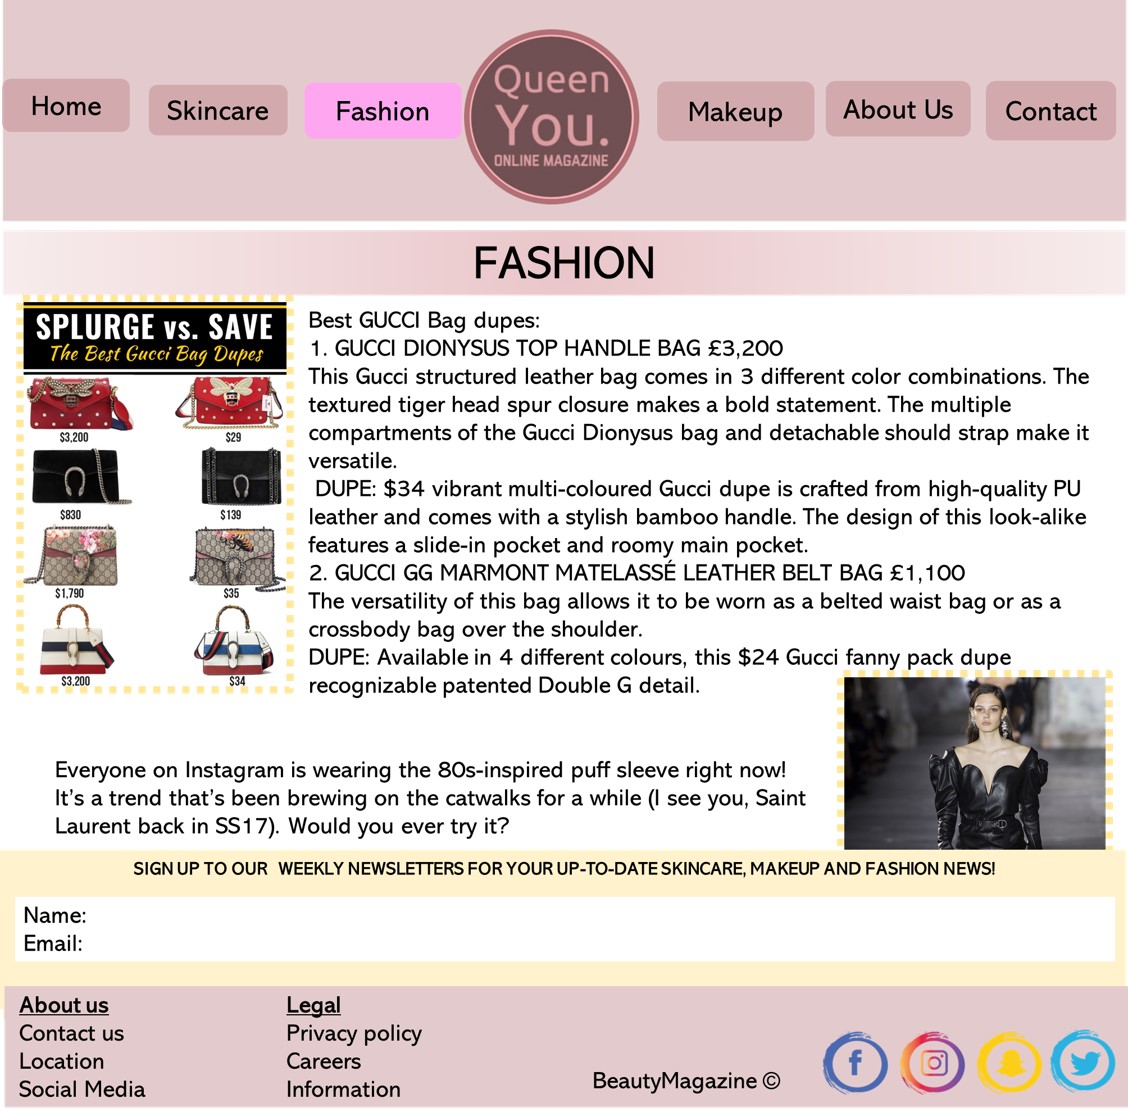 Home
Skincare
Fashion
Queen
You.
ONLINE MAGAZINE
Makeup
About Us
Contact
FASHION
SPLURGE vs. SAVE
The Best Gucci Bag Dupes
$3,200
$29
$830
$139
$1,790
$35
$3,200
$34
Best GUCCI Bag dupes:
1. GUCCI DIONYSUS TOP HANDLE BAG £3,200
This Gucci structured leather bag comes in 3 different color combinations. The
textured tiger head spur closure makes a bold statement. The multiple
compartments of the Gucci Dionysus bag and detachable should strap make it
versatile.
DUPE: $34 vibrant multi-coloured Gucci dupe is crafted from high-quality PU
leather and comes with a stylish bamboo handle. The design of this look-alike
features a slide-in pocket and roomy main pocket.
2. GUCCI GG MARMONT MATELASSÉ LEATHER BELT BAG £1,100
The versatility of this bag allows it to be worn as a belted waist bag or as a
crossbody bag over the shoulder.
DUPE: Available in 4 different colours, this $24 Gucci fanny pack dupe
recognizable patented Double G detail.
Everyone on Instagram is wearing the 80s-inspired puff sleeve right now!
It's a trend that's been brewing on the catwalks for a while (I see you, Saint
Laurent back in SS17). Would you ever try it?
SIGN UP TO OUR WEEKLY NEWSLETTERS FOR YOUR UP-TO-DATE SKINCARE, MAKEUP AND FASHION NEWS!
Name:
Email:
About us
Contact us
Location
Social Media
Legal
Privacy policy
Careers
Information
BeautyMagazine ©